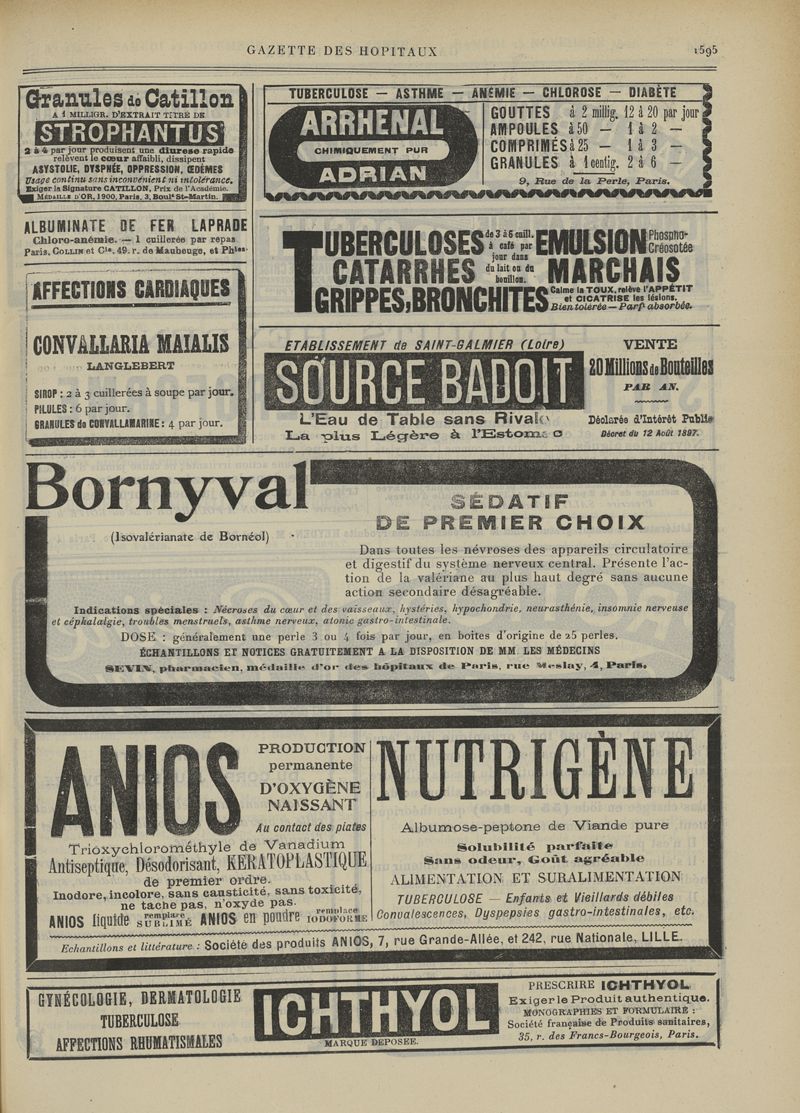 GAZETTE DES HOPITAUX
1595
Granules de Catillon
A 1 MILLIGR. D'EXTRAIT TITRÉ DE
STROPHANTUS
2 à 4 par jour produisent une diurese rapide
relèvent le cœur affaibli, dissipent
ASYSTOLIE, DYSPNÉE, OPPRESSION, ŒDÈMES
Usage continu sans inconvénient ni intolérance.
Exiger la Signature CATILLON, Prix de l'Académie.
MÉDAILLE D'OR, 1900, Paris, 3, Boulᵈ St-Martin.
ALBUMINATE DE FER LAPRADE
Chloro-anémie. — 1 cuillerée par repas
Paris, COLLIN et Cⁱᵉ, 49, r. de Maubeuge, et Phⁱᵉˢ
AFFECTIONS CARDIAQUES
CONVALLARIA MAIALIS
LANGLEBERT
SIROP : 2 à 3 cuillerées à soupe par jour.
PILULES : 6 par jour.
GRANULES de CONVALLAMARINE : 4 par jour.
TUBERCULOSE — ASTHME — ANÉMIE — CHLOROSE — DIABÈTE
ARRHENAL
CHIMIQUEMENT PUR
ADRIAN
GOUTTES à 2 millig. 12 à 20 par jour
AMPOULES à 50 — 1 à 2 —
COMPRIMÉS à 25 — 1 à 3 —
GRANULES à 1 centig. 2 à 6 —
9, Rue de la Perle, Paris.
TUBERCULOSES de 3 à 6 cuill. EMULSION Phospho-
CATARRHES à café par jour dans du lait ou du bouillon. MARCHAIS Créosotée
GRIPPES, BRONCHITES Calme la TOUX, relève l'APPÉTIT
et CICATRISE les lésions.
Bien tolérée — Parfᵗ absorbée.
ETABLISSEMENT de SAINT-GALMIER (Loire)
SOURCE BADOIT
L'Eau de Table sans Rivale
La plus Légère à l'Estomac
VENTE
20 Millions de Bouteilles
PAR AN.
Déclarée d'Intérêt Public
Décret du 12 Août 1897.
Bornyval
(Isovalérianate de Bornéol)
SÉDATIF
DE PREMIER CHOIX
Dans toutes les névroses des appareils circulatoire
et digestif du système nerveux central. Présente l'ac-
tion de la valériane au plus haut degré sans aucune
action secondaire désagréable.
Indications spéciales : Nécroses du cœur et des vaisseaux, hystéries, hypochondrie, neurasthénie, insomnie nerveuse
et céphalalgie, troubles menstruels, asthme nerveux, atonie gastro-intestinale.
DOSE : généralement une perle 3 ou 4 fois par jour, en boites d'origine de 25 perles.
ÉCHANTILLONS ET NOTICES GRATUITEMENT A LA DISPOSITION DE MM. LES MÉDECINS
SEVIN, pharmacien, médaille d'or des hôpitaux de Paris, rue Meslay, 4, Paris.
ANIOS
PRODUCTION
permanente
D'OXYGÈNE
NAISSANT
Au contact des plaies
Trioxychlorométhyle de Vanadium
Antiseptique, Désodorisant, KERATOPLASTIQUE
de premier ordre.
Inodore, incolore, sans causticité, sans toxicité,
ne tache pas, n'oxyde pas.
ANIOS liquide remplace SUBLIMÉ ANIOS en poudre remplace IODOFORME
NUTRIGÈNE
Albumose-peptone de Viande pure
Solubilité parfaite
Sans odeur, Goût agréable
ALIMENTATION ET SURALIMENTATION
TUBERCULOSE — Enfants et Vieillards débiles
Convalescences, Dyspepsies gastro-intestinales, etc.
Echantillons et littérature : Société des produits ANIOS, 7, rue Grande-Allée, et 242, rue Nationale, LILLE.
GYNÉCOLOGIE, DERMATOLOGIE
TUBERCULOSE
AFFECTIONS RHUMATISMALES
ICHTHYOL
MARQUE DEPOSEE.
PRESCRIRE ICHTHYOL
Exiger le Produit authentique.
MONOGRAPHIES ET FORMULAIRE :
Société française de Produits sanitaires,
35, r. des Francs-Bourgeois, Paris.